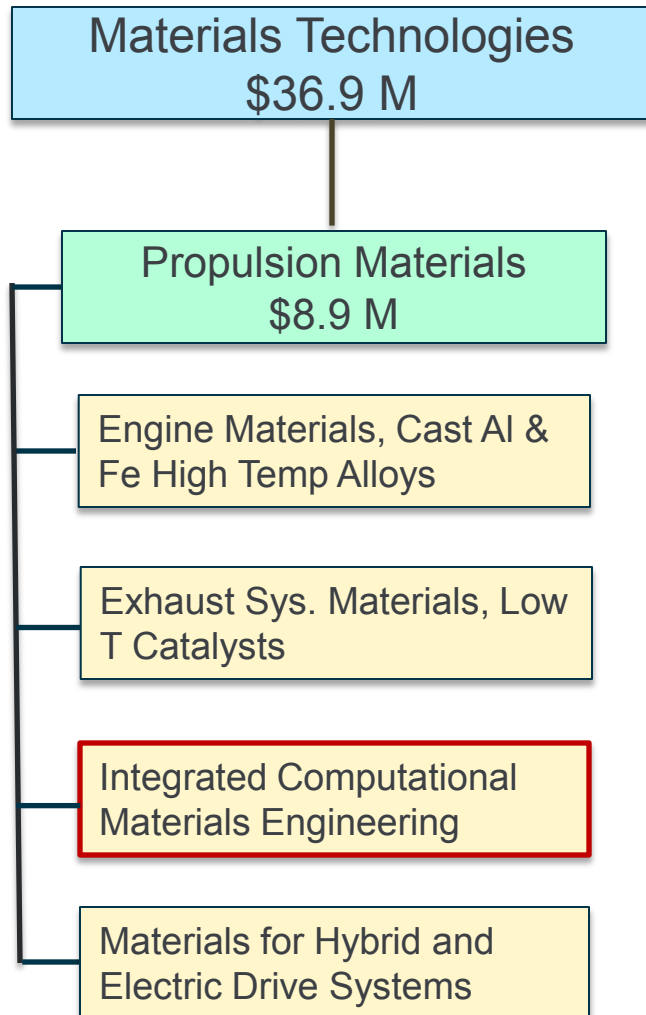 Materials Technologies
$36.9 M
Propulsion Materials
$8.9 M
Engine Materials, Cast Al &
Fe High Temp Alloys
Exhaust Sys. Materials, Low
T Catalysts
Integrated Computational
Materials Engineering
Materials for Hybrid and
Electric Drive Systems